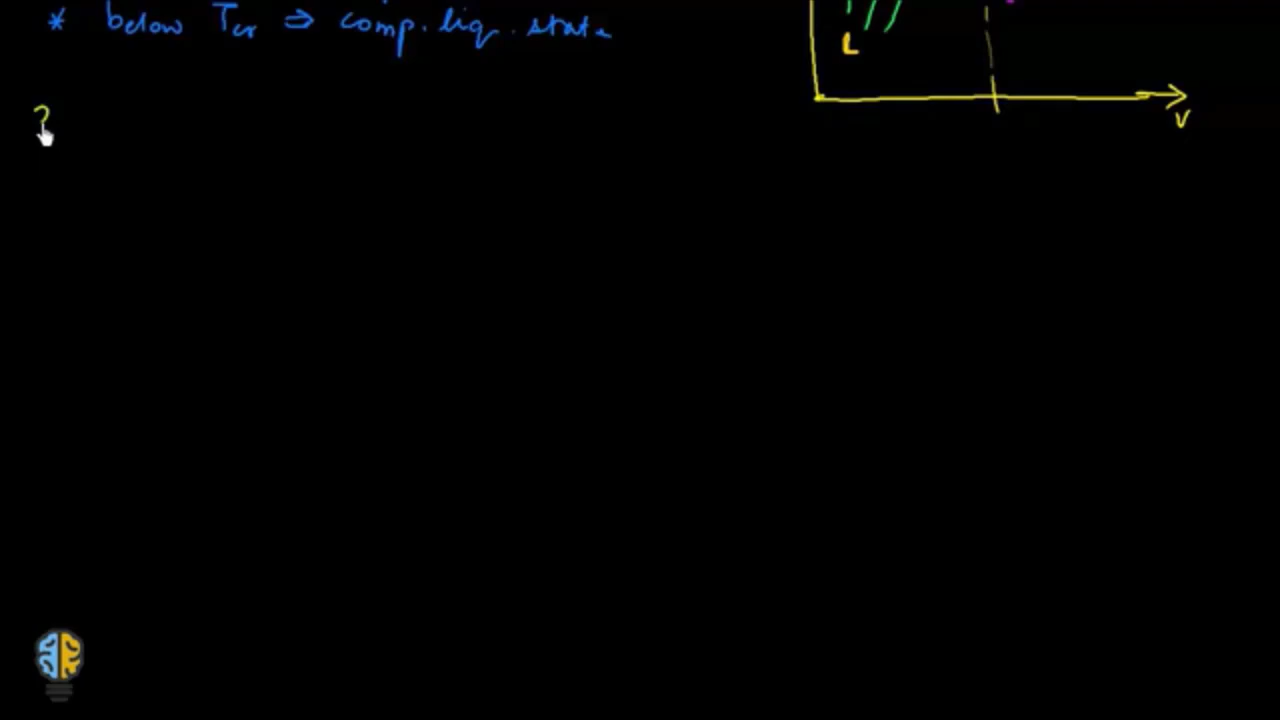 * below Tcr ⇒ comp. liq. state
L
v
?